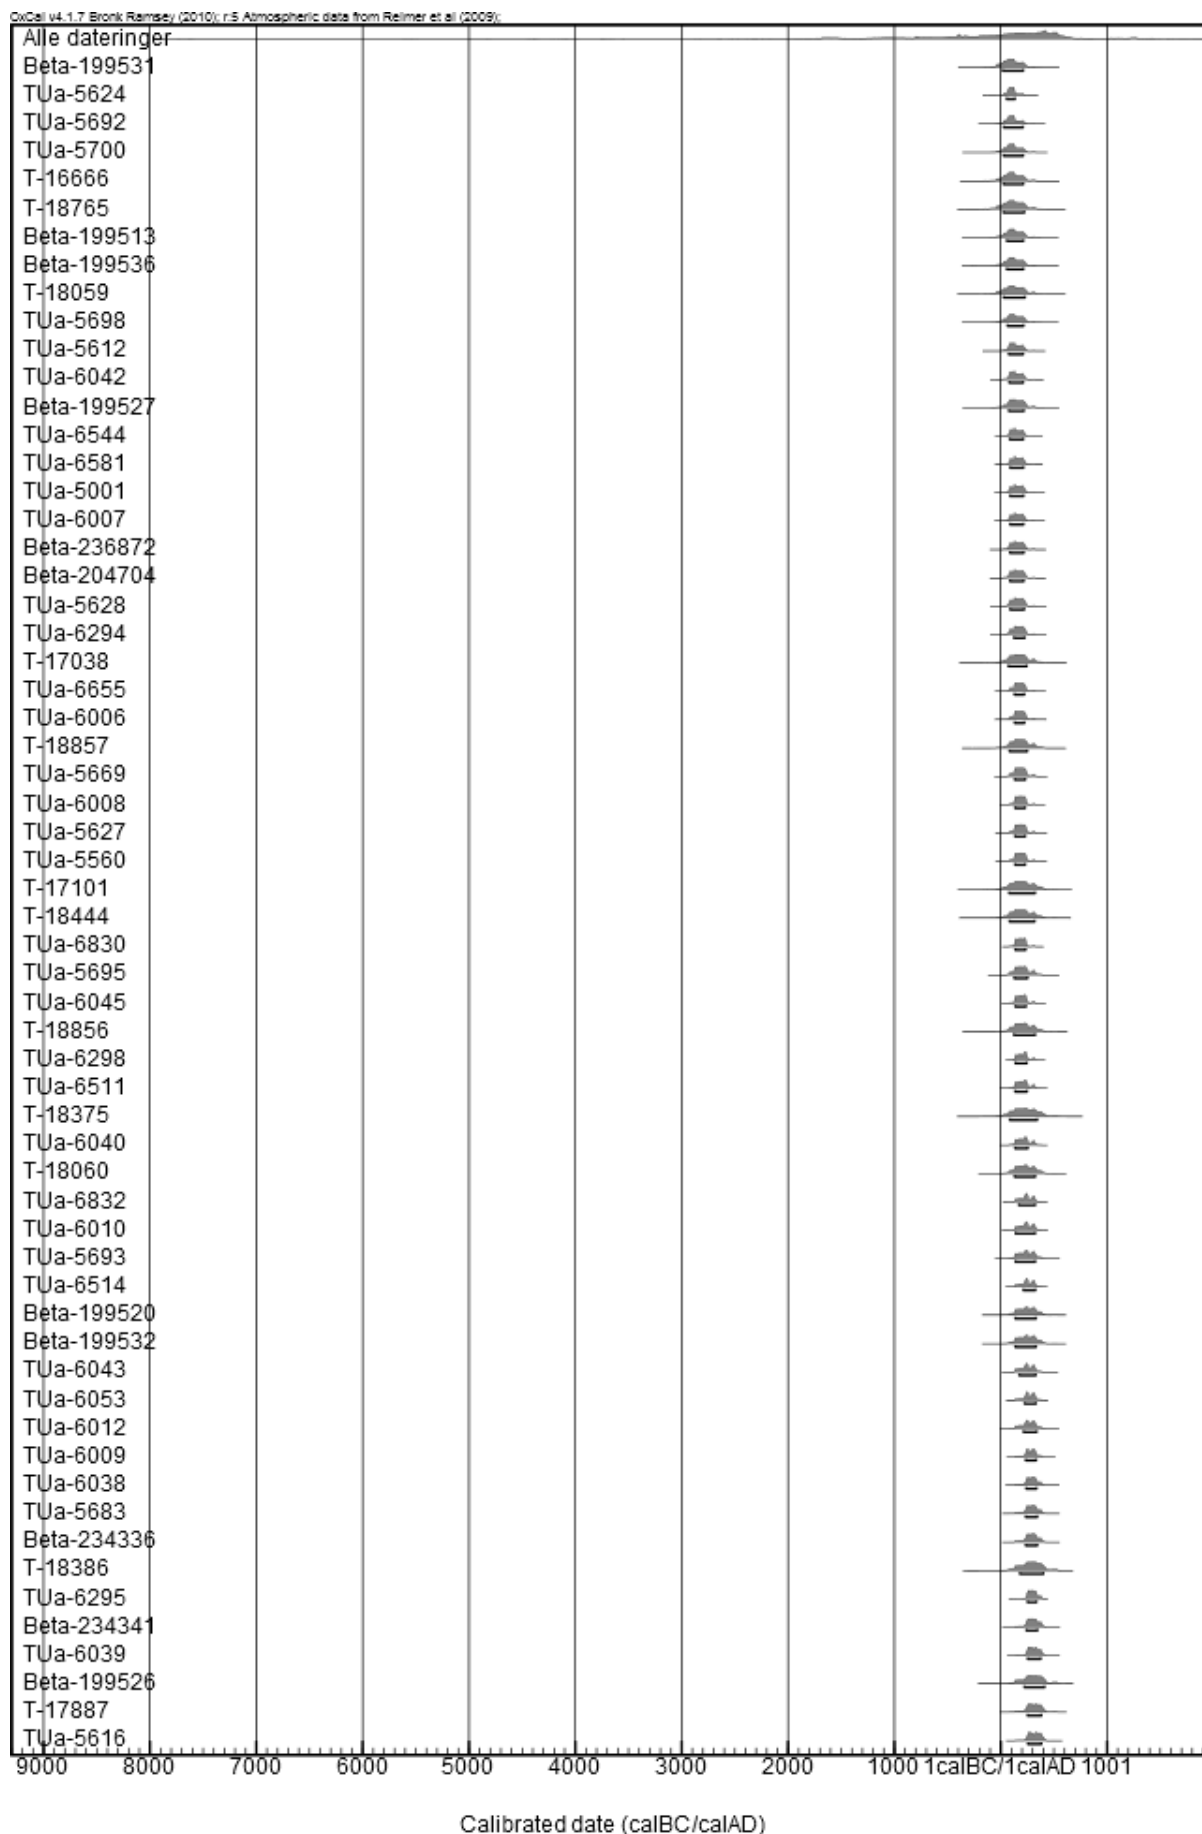 OxCal v4.1.7 Bronk Ramsey (2010); r:5 Atmospheric data from Reimer et al (2009);
Alle dateringer
Beta-199531
TUa-5624
TUa-5692
TUa-5700
T-16666
T-18765
Beta-199513
Beta-199536
T-18059
TUa-5698
TUa-5612
TUa-6042
Beta-199527
TUa-6544
TUa-6581
TUa-5001
TUa-6007
Beta-236872
Beta-204704
TUa-5628
TUa-6294
T-17038
TUa-6655
TUa-6006
T-18857
TUa-5669
TUa-6008
TUa-5627
TUa-5560
T-17101
T-18444
TUa-6830
TUa-5695
TUa-6045
T-18856
TUa-6298
TUa-6511
T-18375
TUa-6040
T-18060
TUa-6832
TUa-6010
TUa-5693
TUa-6514
Beta-199520
Beta-199532
TUa-6043
TUa-6053
TUa-6012
TUa-6009
TUa-6038
TUa-5683
Beta-234336
T-18386
TUa-6295
Beta-234341
TUa-6039
Beta-199526
T-17887
TUa-5616
9000 8000 7000 6000 5000 4000 3000 2000 1000 1calBC/1calAD 1001
Calibrated date (calBC/calAD)